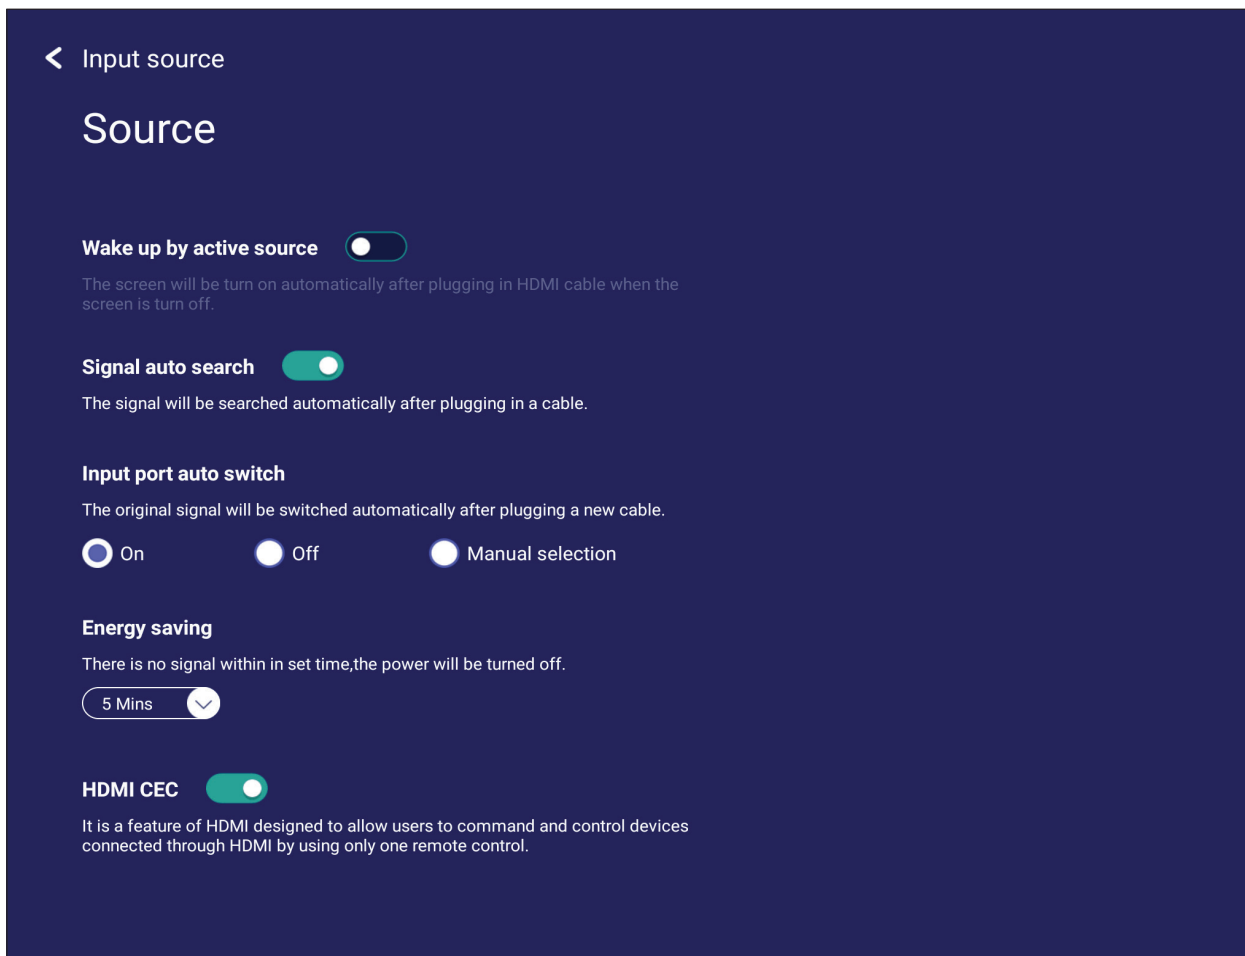 Input source
Source
Wake up by active source
The screen will be turn on automatically after plugging in HDMI cable when the
screen is turn off.
Signal auto search
The signal will be searched automatically after plugging in a cable.
Input port auto switch
The original signal will be switched automatically after plugging a new cable.
On Off Manual selection
Energy saving
There is no signal within in set time,the power will be turned off.
5 Mins
HDMI CEC
It is a feature of HDMI designed to allow users to command and control devices
connected through HDMI by using only one remote control.